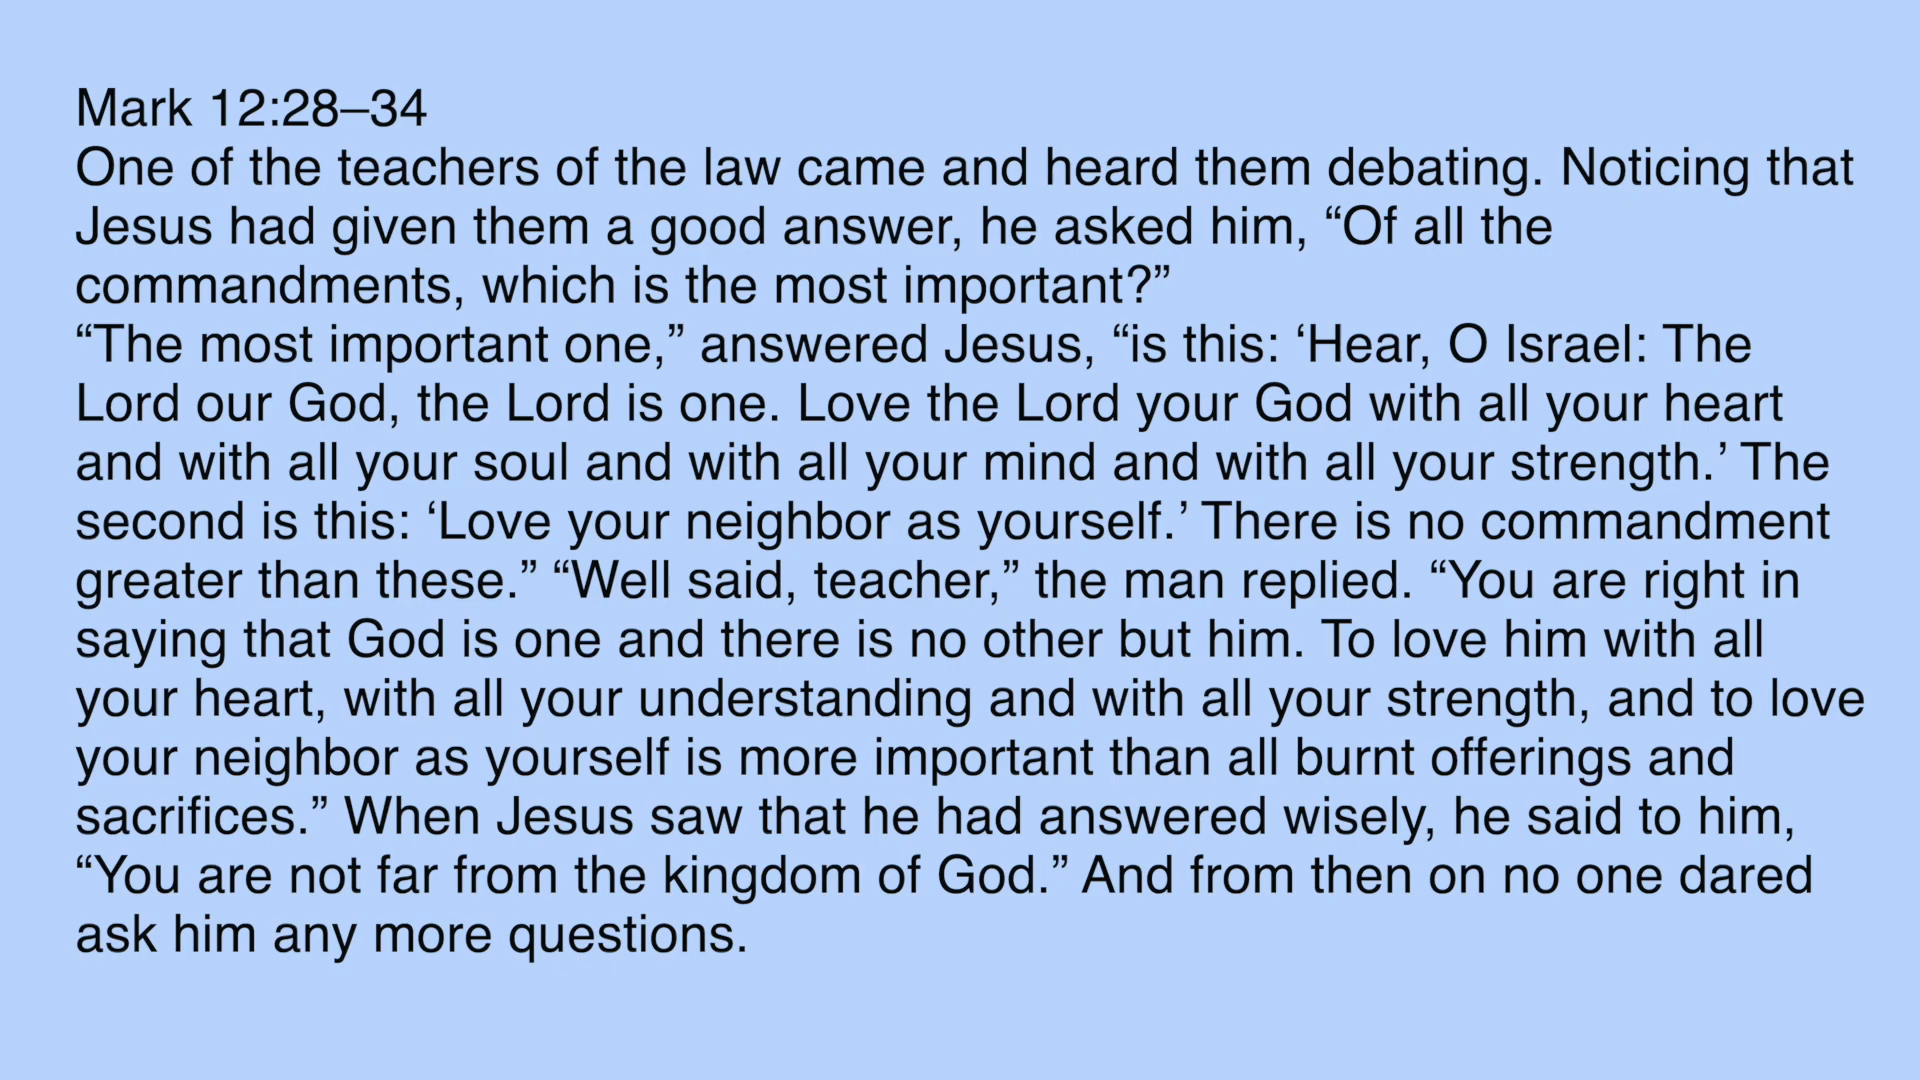 Mark 12:28–34
One of the teachers of the law came and heard them debating. Noticing that
Jesus had given them a good answer, he asked him, “Of all the
commandments, which is the most important?”
“The most important one,” answered Jesus, “is this: ‘Hear, O Israel: The
Lord our God, the Lord is one. Love the Lord your God with all your heart
and with all your soul and with all your mind and with all your strength.’ The
second is this: ‘Love your neighbor as yourself.’ There is no commandment
greater than these.” “Well said, teacher,” the man replied. “You are right in
saying that God is one and there is no other but him. To love him with all
your heart, with all your understanding and with all your strength, and to love
your neighbor as yourself is more important than all burnt offerings and
sacrifices.” When Jesus saw that he had answered wisely, he said to him,
“You are not far from the kingdom of God.” And from then on no one dared
ask him any more questions.